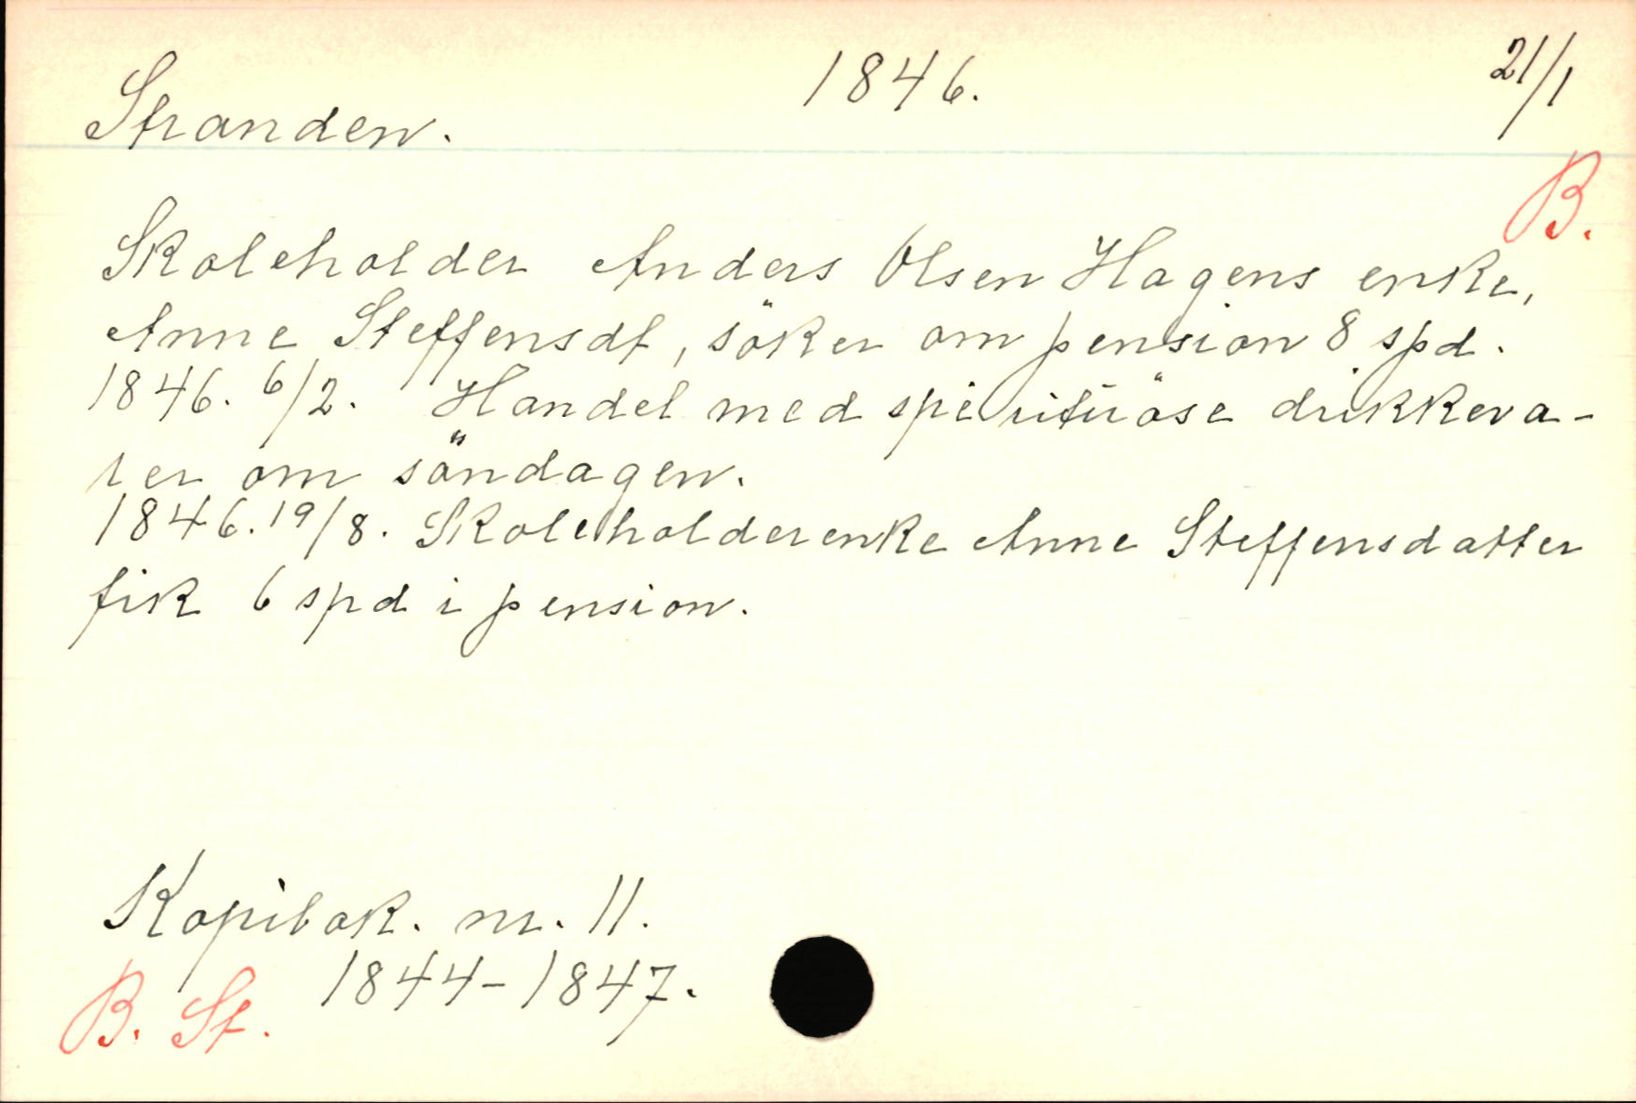 Stranden. 1846. 21/1
B.
Skoleholder Anders Olsen Hagens enke,
Anne Steffensdt, söker om pension 8 spd.
1846. 6/2. Handel med spirituöse drikkeva-
rer om söndagen.
1846. 19/8. Skoleholderenke Anne Steffensdatter
fik 6 spd i pension.
Kopibok. nr. 11.
B. St. 1844-1847.